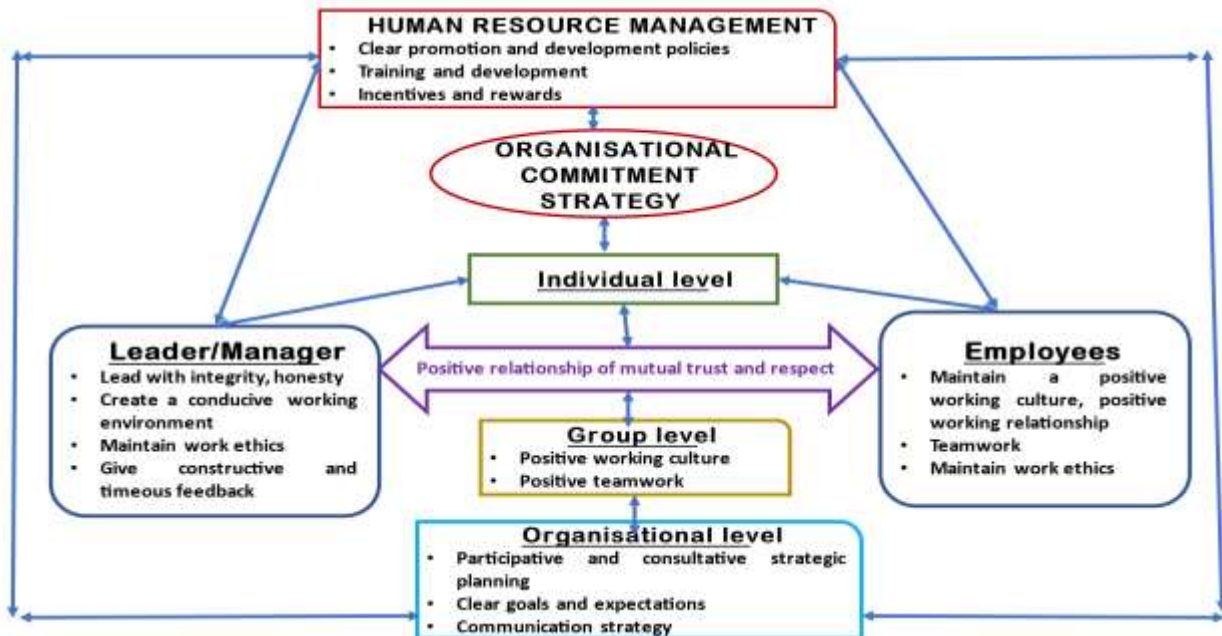 HUMAN RESOURCE MANAGEMENT
• Clear promotion and development policies
• Training and development
• Incentives and rewards
ORGANISATIONAL
COMMITMENT
STRATEGY
Individual level
Leader/Manager
• Lead with integrity, honesty
• Create a conducive working
environment
• Maintain work ethics
• Give constructive and
timeous feedback
Positive relationship of mutual trust and respect
Employees
• Maintain a positive
working culture, positive
working relationship
• Teamwork
• Maintain work ethics
Group level
• Positive working culture
• Positive teamwork
Organisational level
• Participative and consultative strategic
planning
• Clear goals and expectations
• Communication strategy